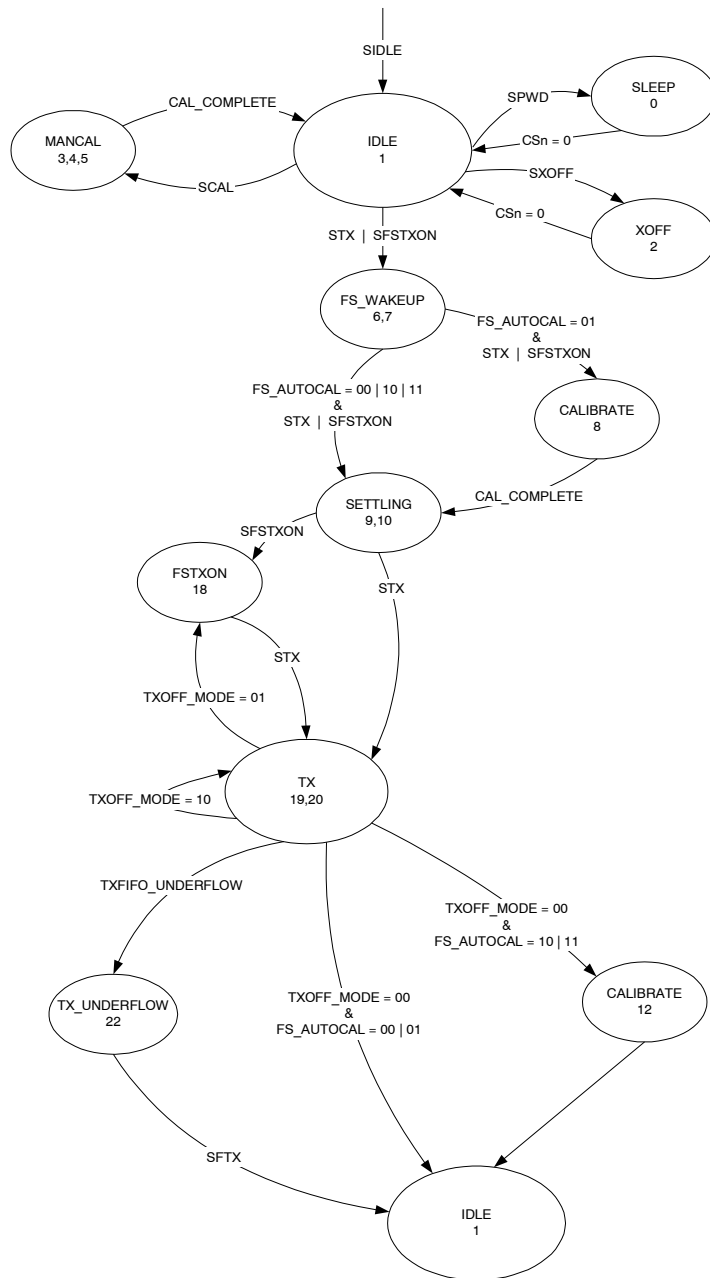 SIDLE
SLEEP
0
SPWD
CAL_COMPLETE
MANCAL
3,4,5
IDLE
1
CSn = 0
SCAL
SXOFF
CSn = 0
XOFF
2
STX | SFSTXON
FS_WAKEUP
6,7
FS_AUTOCAL = 01
&
STX | SFSTXON
FS_AUTOCAL = 00 | 10 | 11
&
STX | SFSTXON
CALIBRATE
8
CAL_COMPLETE
SETTLING
9,10
SFSTXON
FSTXON
18
STX
STX
TXOFF_MODE = 01
TX
19,20
TXOFF_MODE = 10
TXFIFO_UNDERFLOW
TXOFF_MODE = 00
&
FS_AUTOCAL = 10 | 11
TX_UNDERFLOW
22
TXOFF_MODE = 00
&
FS_AUTOCAL = 00 | 01
CALIBRATE
12
SFTX
IDLE
1